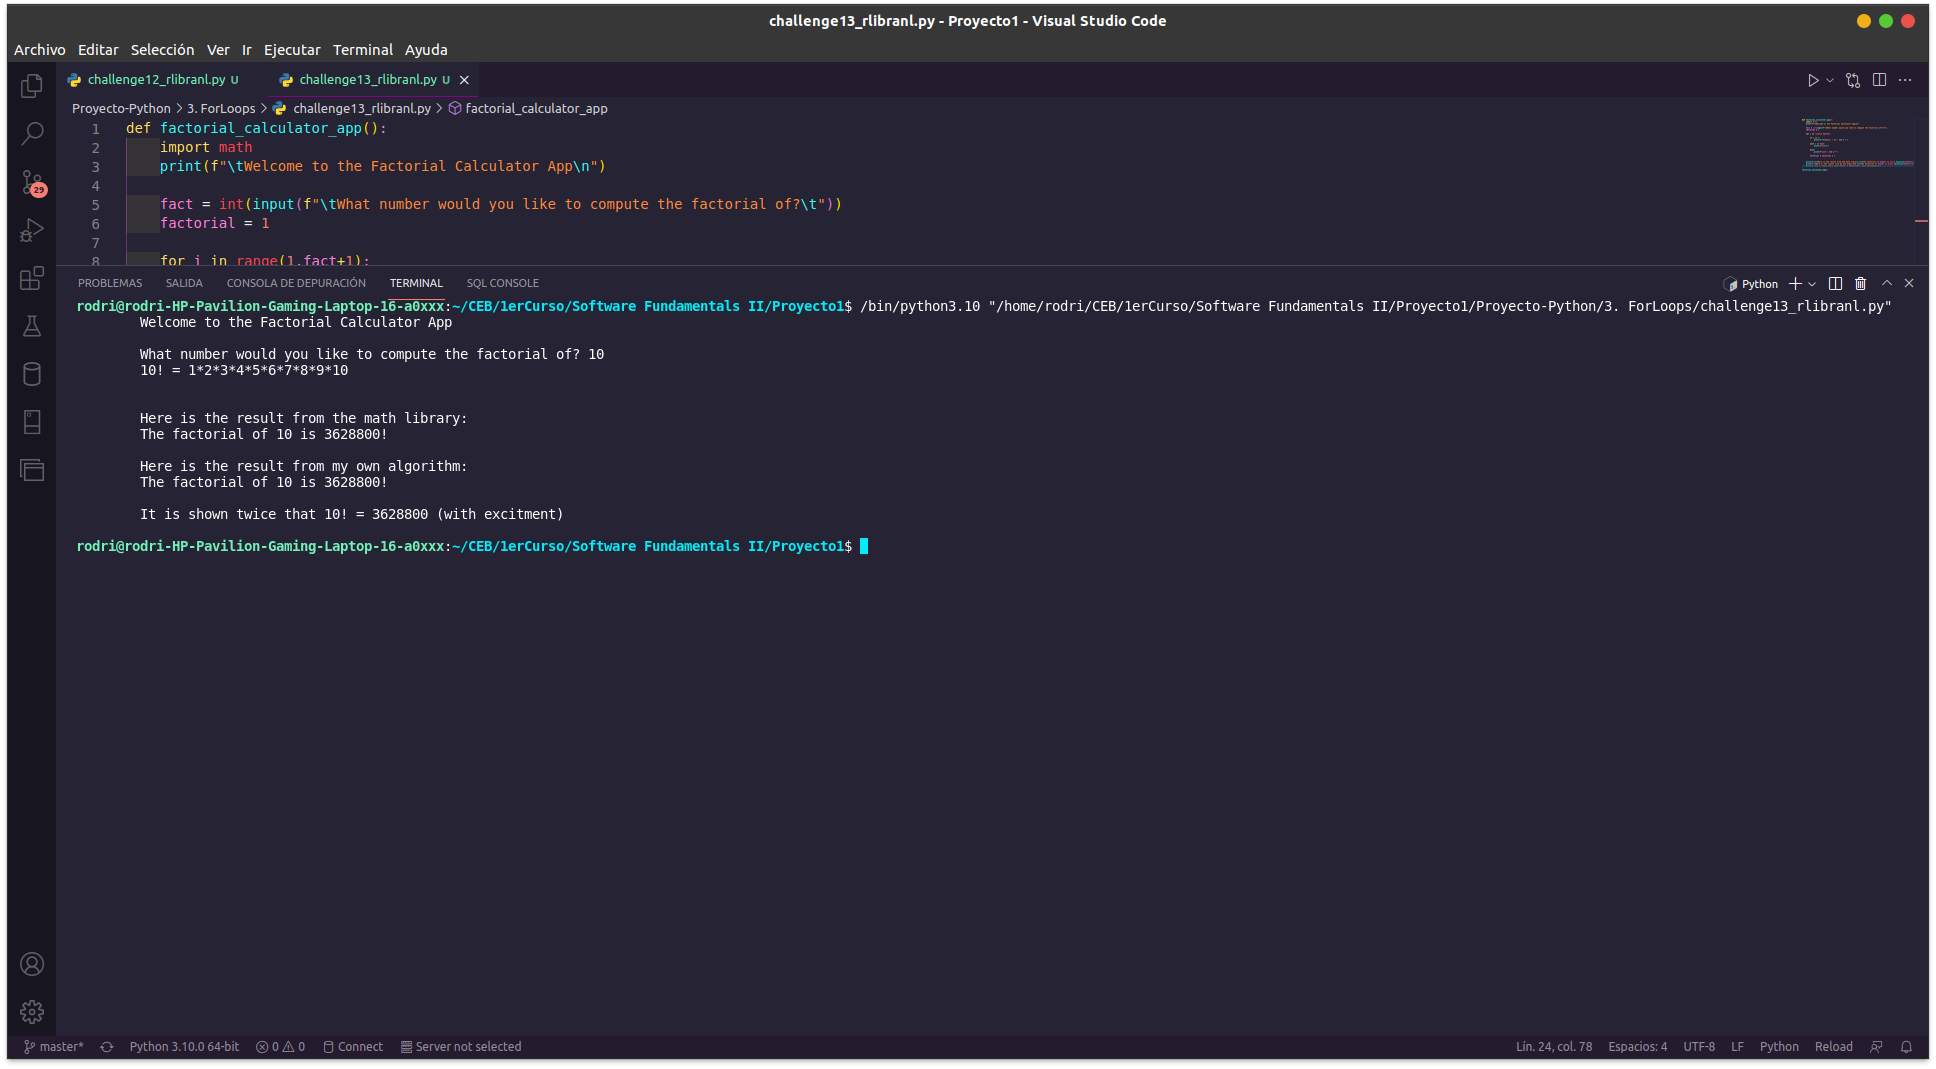 challenge13_rlibranl.py - Proyecto1 - Visual Studio Code
Archivo Editar Selección Ver Ir Ejecutar Terminal Ayuda
challenge12_rlibranl.py U challenge13_rlibranl.py U
Proyecto-Python > 3. ForLoops > challenge13_rlibranl.py > factorial_calculator_app
1 def factorial_calculator_app():
2 import math
3 print(f"\tWelcome to the Factorial Calculator App\n")
4
5 fact = int(input(f"\tWhat number would you like to compute the factorial of?\t"))
6 factorial = 1
7
8 for i in range(1,fact+1):
29
PROBLEMAS SALIDA CONSOLA DE DEPURACIÓN TERMINAL SQL CONSOLE Python
rodri@rodri-HP-Pavilion-Gaming-Laptop-16-a0xxx:~/CEB/1erCurso/Software Fundamentals II/Proyecto1$ /bin/python3.10 "/home/rodri/CEB/1erCurso/Software Fundamentals II/Proyecto1/Proyecto-Python/3. ForLoops/challenge13_rlibranl.py"
Welcome to the Factorial Calculator App
What number would you like to compute the factorial of? 10
10! = 1*2*3*4*5*6*7*8*9*10
Here is the result from the math library:
The factorial of 10 is 3628800!
Here is the result from my own algorithm:
The factorial of 10 is 3628800!
It is shown twice that 10! = 3628800 (with excitment)
rodri@rodri-HP-Pavilion-Gaming-Laptop-16-a0xxx:~/CEB/1erCurso/Software Fundamentals II/Proyecto1$
master* Python 3.10.0 64-bit 0 0 Connect Server not selected Lín. 24, col. 78 Espacios: 4 UTF-8 LF Python Reload